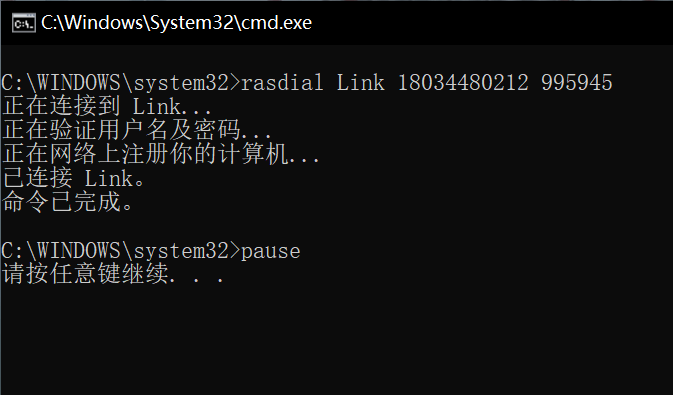 C:\Windows\System32\cmd.exe
C:\WINDOWS\system32>rasdial Link 18034480212 995945
正在连接到 Link...
正在验证用户名及密码...
正在网络上注册你的计算机...
已连接 Link。
命令已完成。
C:\WINDOWS\system32>pause
请按任意键继续. . .